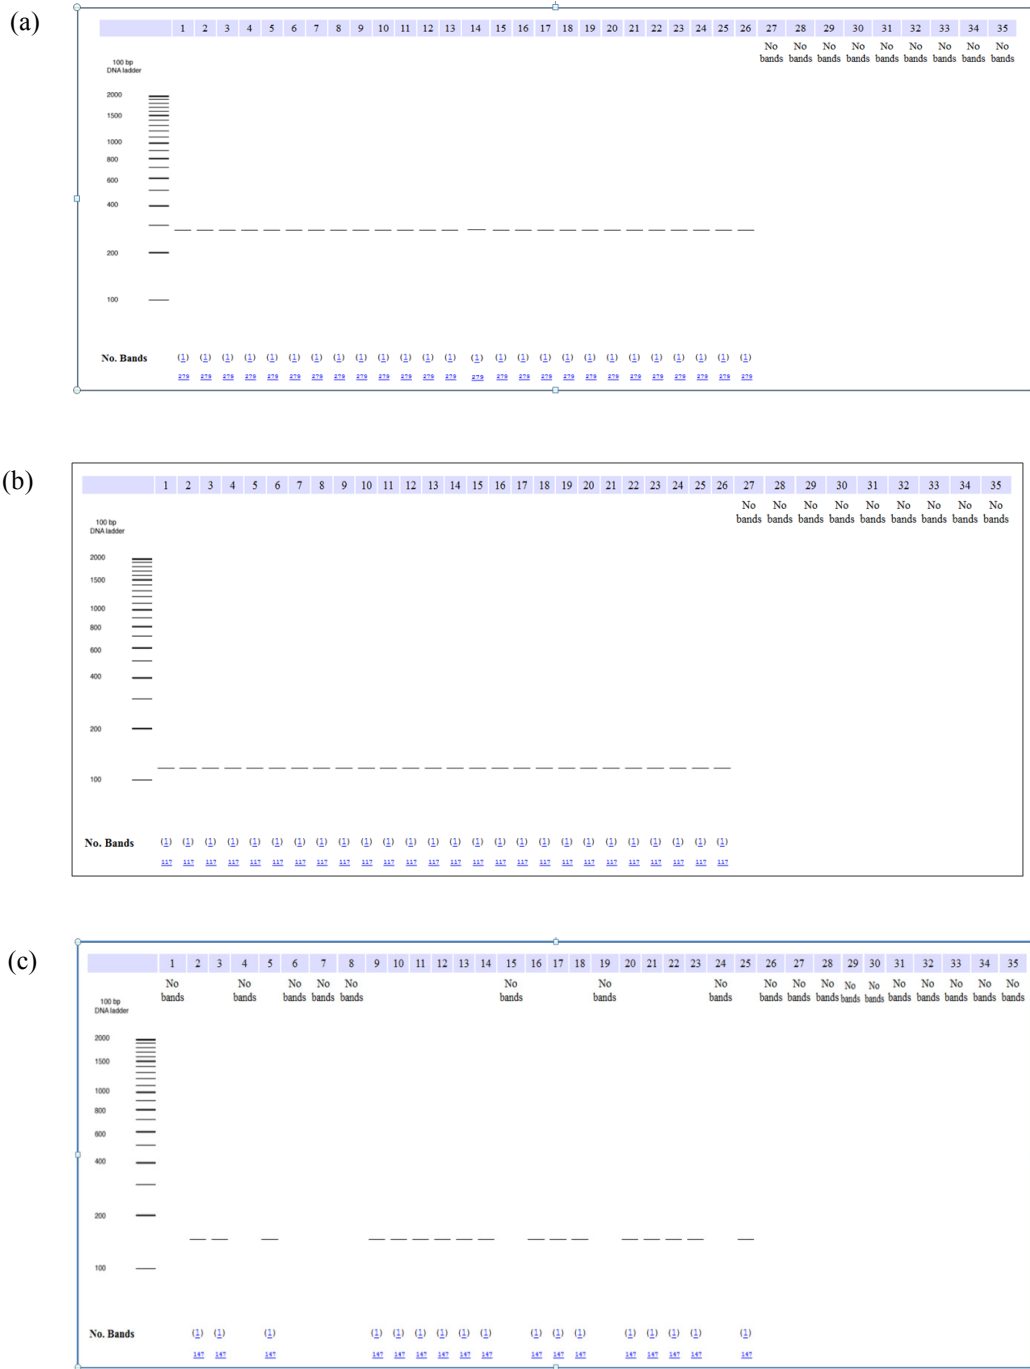 (a)
1 2 3 4 5 6 7 8 9 10 11 12 13 14 15 16 17 18 19 20 21 22 23 24 25 26 27 28 29 30 31 32 33 34 35
No bands No bands No bands No bands No bands No bands No bands No bands No bands
100 bp
DNA ladder
2000
1500
1000
800
600
400
200
100
No. Bands (1) (1) (1) (1) (1) (1) (1) (1) (1) (1) (1) (1) (1) (1) (1) (1) (1) (1) (1) (1) (1) (1) (1) (1) (1) (1)
279 279 279 279 279 279 279 279 279 279 279 279 279 279 279 279 279 279 279 279 279 279 279 279 279 279
(b)
1 2 3 4 5 6 7 8 9 10 11 12 13 14 15 16 17 18 19 20 21 22 23 24 25 26 27 28 29 30 31 32 33 34 35
No bands No bands No bands No bands No bands No bands No bands No bands No bands
100 bp
DNA ladder
2000
1500
1000
800
600
400
200
100
No. Bands (1) (1) (1) (1) (1) (1) (1) (1) (1) (1) (1) (1) (1) (1) (1) (1) (1) (1) (1) (1) (1) (1) (1) (1) (1) (1)
117 117 117 117 117 117 117 117 117 117 117 117 117 117 117 117 117 117 117 117 117 117 117 117 117 117
(c)
1 2 3 4 5 6 7 8 9 10 11 12 13 14 15 16 17 18 19 20 21 22 23 24 25 26 27 28 29 30 31 32 33 34 35
No bands No bands No bands No bands No bands No bands No bands No bands No bands No bands No bands No bands No bands No bands No bands No bands No bands No bands
100 bp
DNA ladder
2000
1500
1000
800
600
400
200
100
No. Bands (1) (1) (1) (1) (1) (1) (1) (1) (1) (1) (1) (1) (1) (1) (1) (1) (1)
147 147 147 147 147 147 147 147 147 147 147 147 147 147 147 147 147